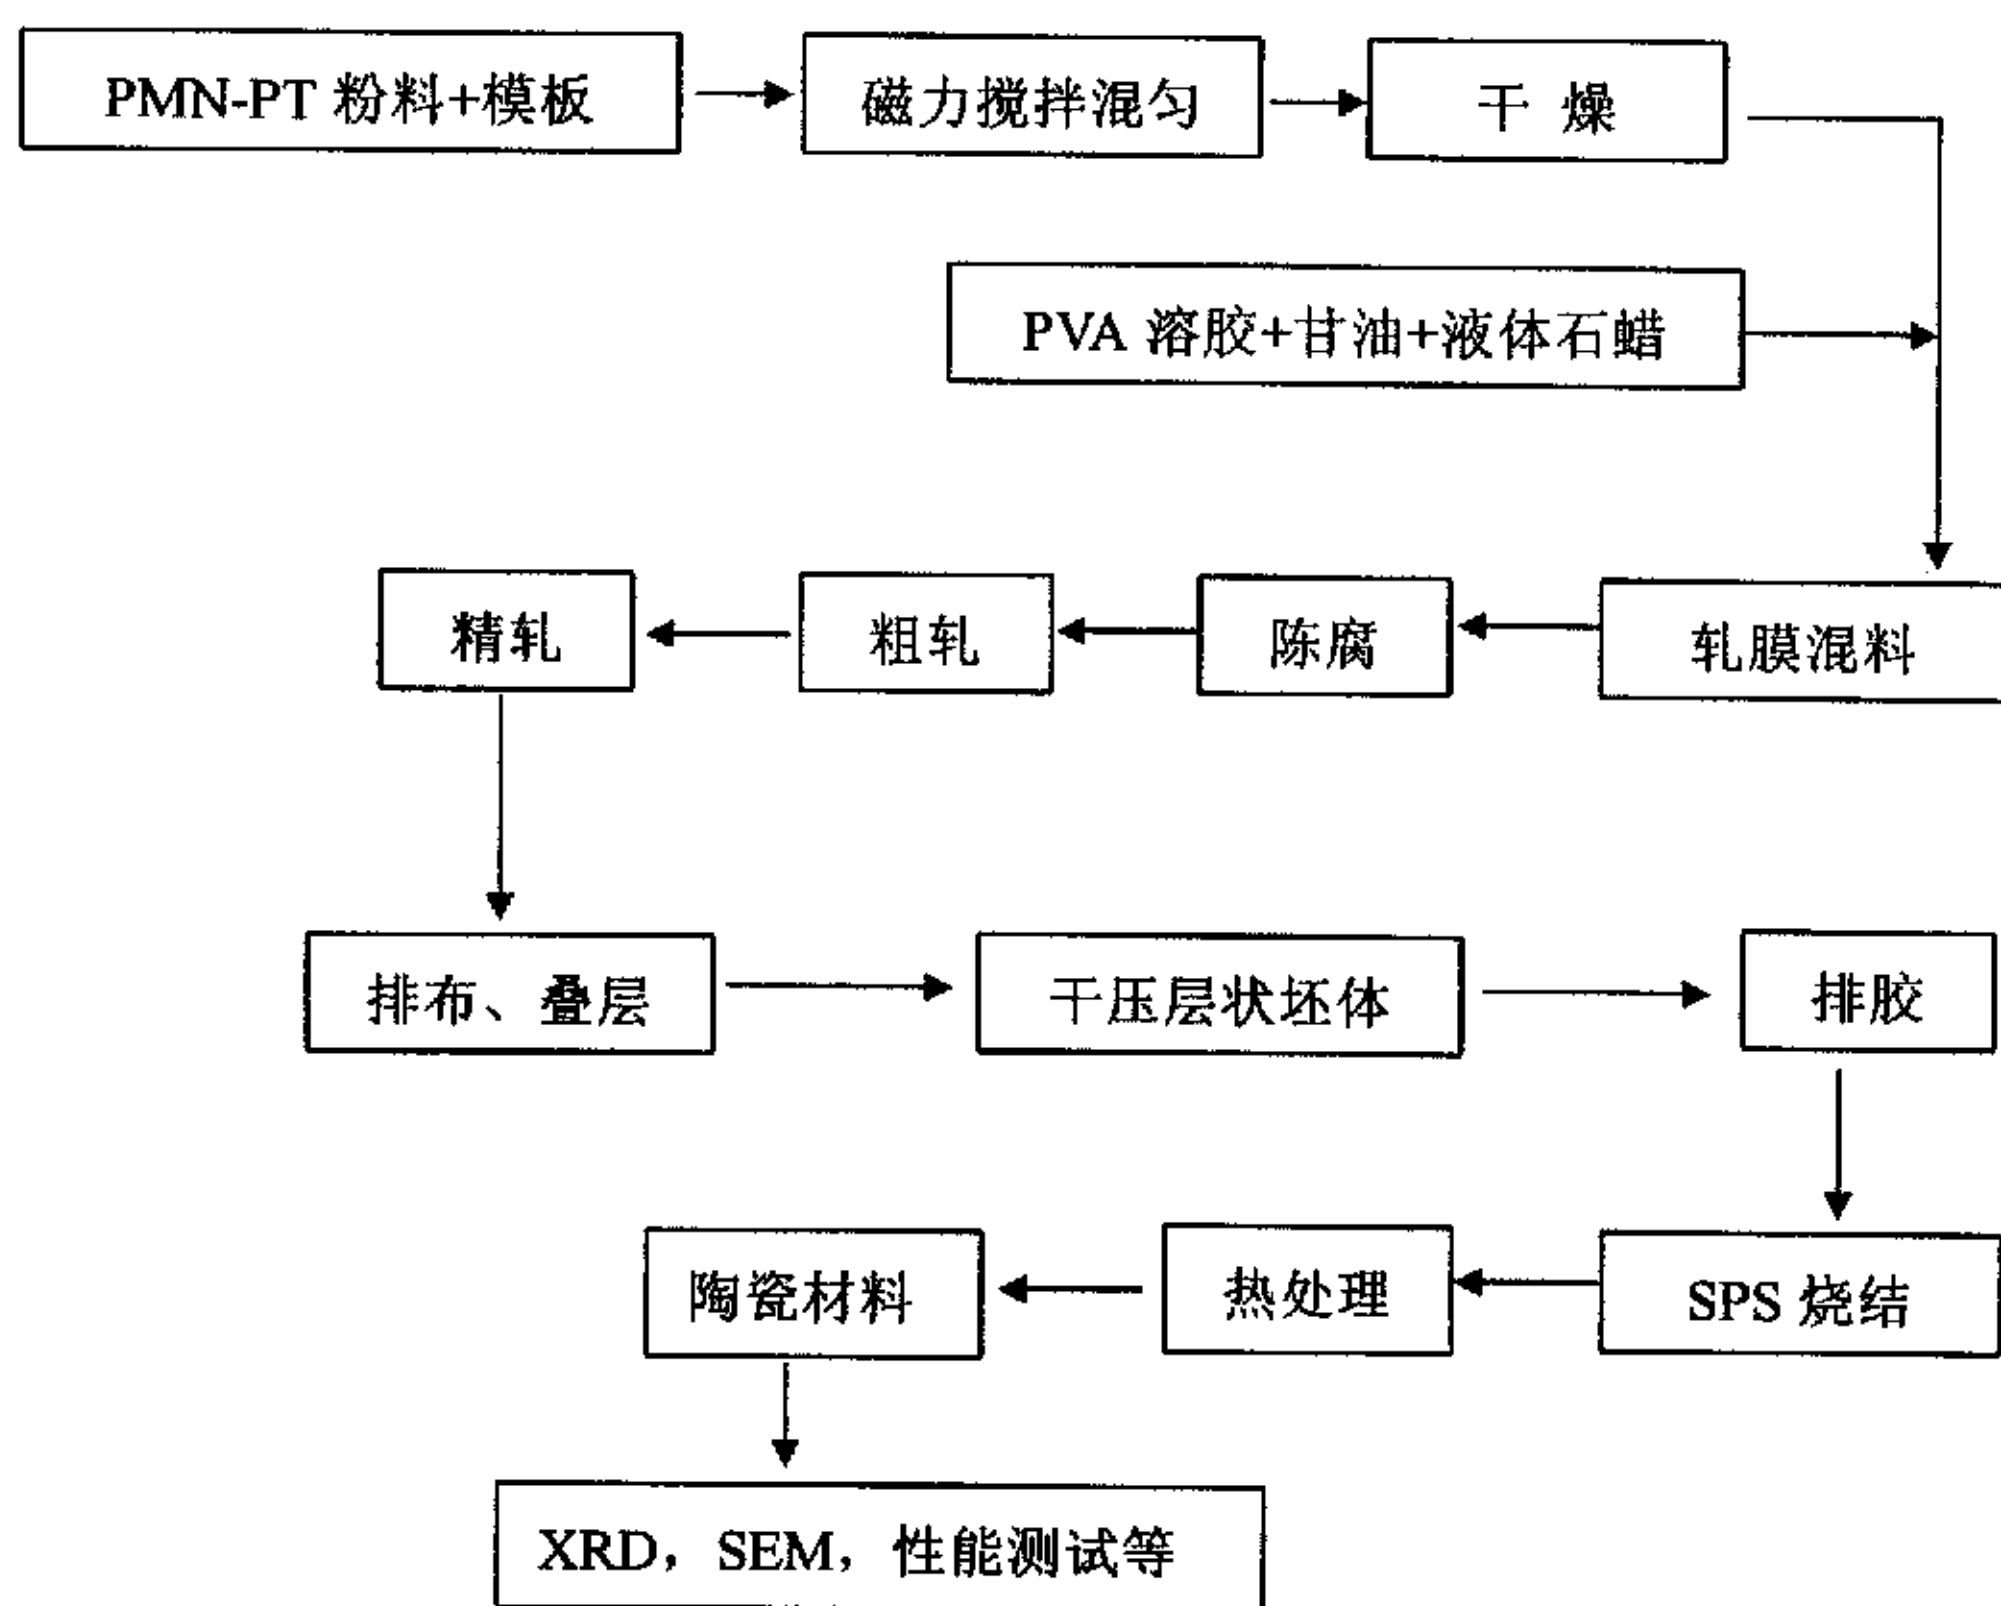 PMN-PT 粉料+模板
磁力搅拌混匀
干 燥
PVA 溶胶+甘油+液体石蜡
轧膜混料
陈腐
粗轧
精轧
排布、叠层
干压层状坯体
排胶
SPS 烧结
热处理
陶瓷材料
XRD，SEM，性能测试等